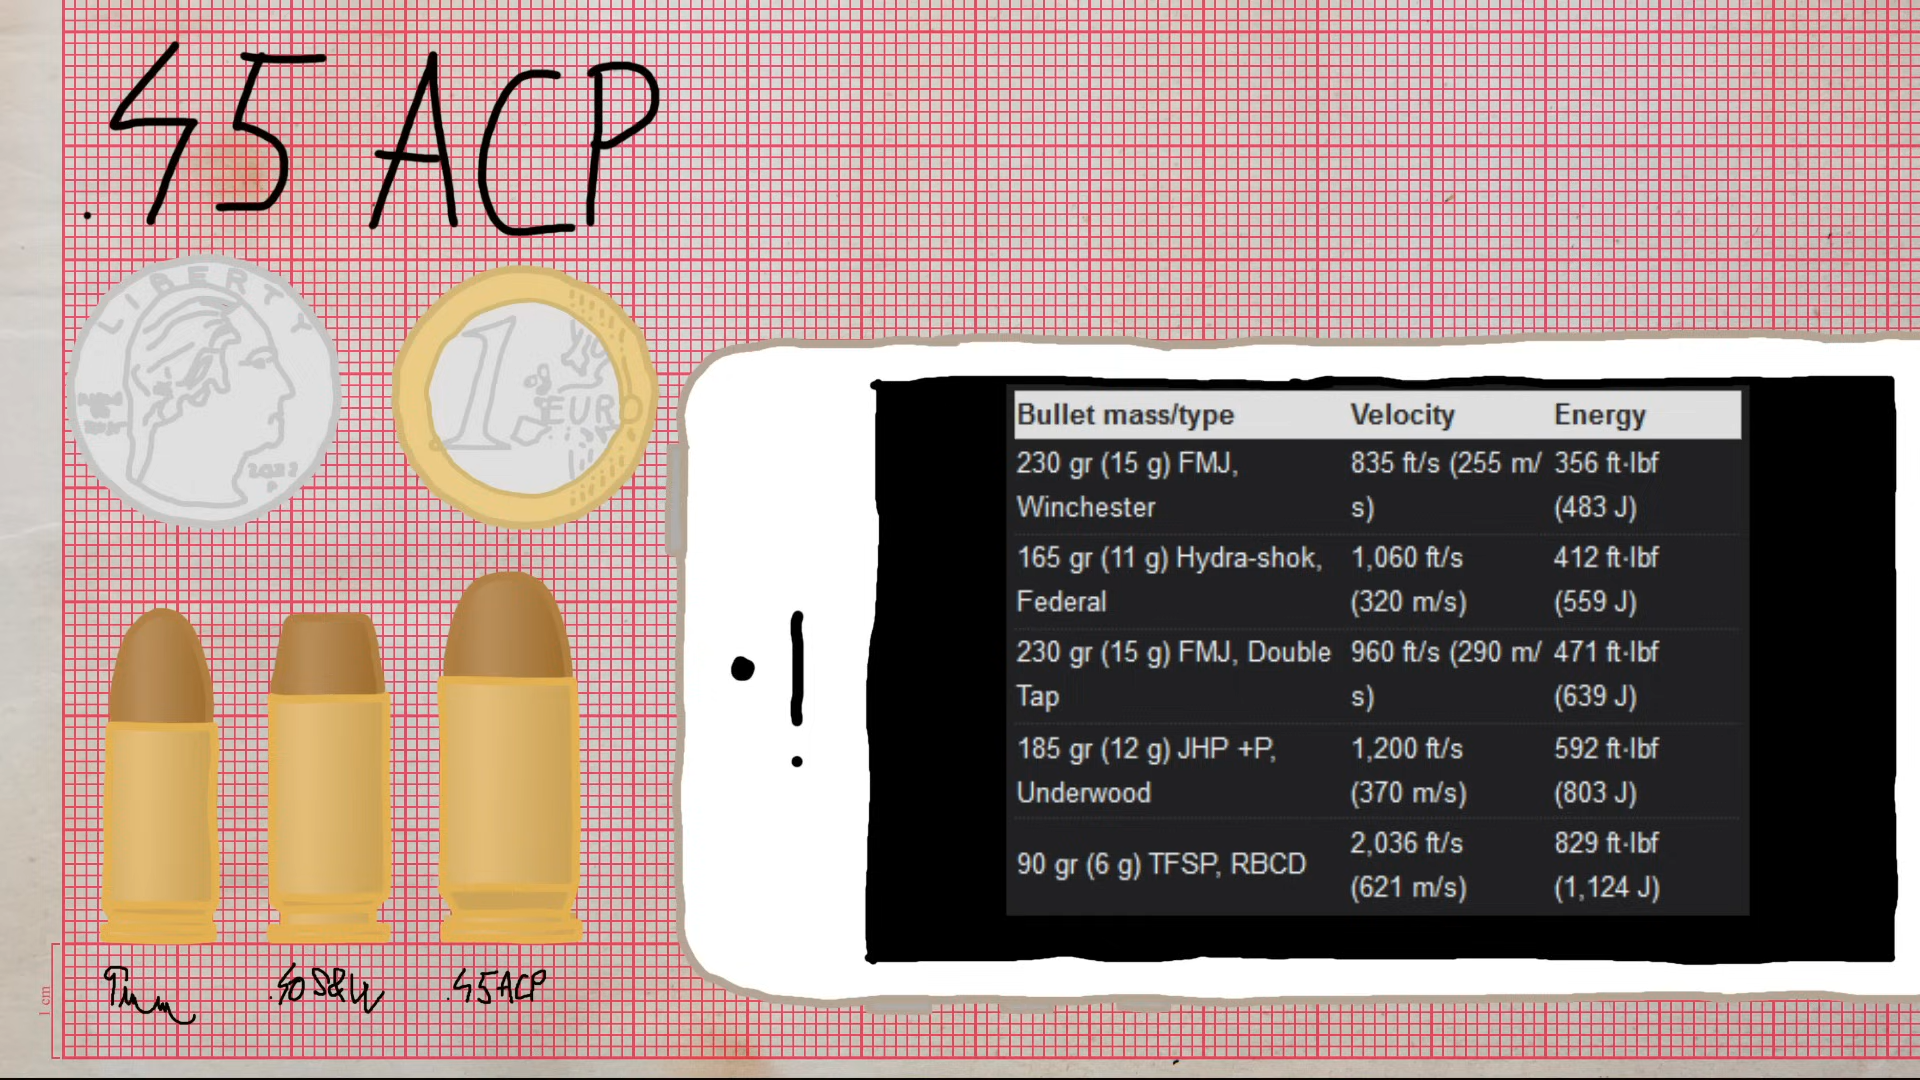 .45 ACP
LIBERTY
2021
1 EURO
Bullet mass/type Velocity Energy
230 gr (15 g) FMJ, Winchester 835 ft/s (255 m/s) 356 ft·lbf (483 J)
165 gr (11 g) Hydra-shok, Federal 1,060 ft/s (320 m/s) 412 ft·lbf (559 J)
230 gr (15 g) FMJ, Double Tap 960 ft/s (290 m/s) 471 ft·lbf (639 J)
185 gr (12 g) JHP +P, Underwood 1,200 ft/s (370 m/s) 592 ft·lbf (803 J)
90 gr (6 g) TFSP, RBCD 2,036 ft/s (621 m/s) 829 ft·lbf (1,124 J)
9mm .40 S&W .45 ACP
1 cm